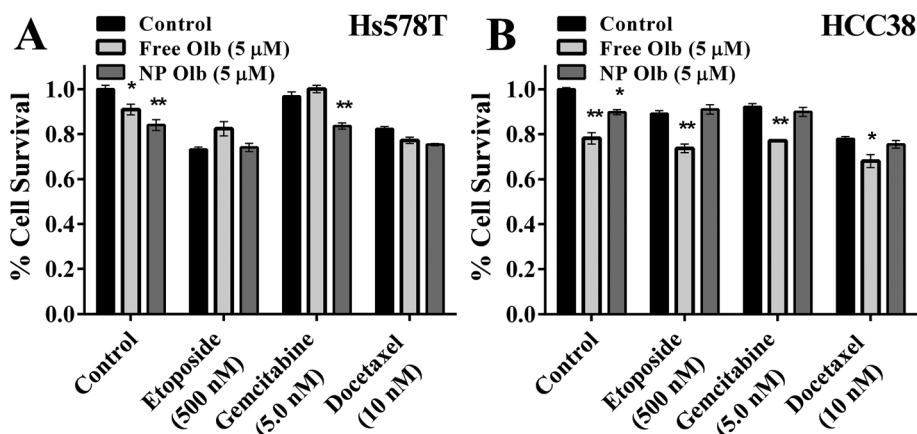 A
Hs578T
Control
Free Olb (5 μM)
NP Olb (5 μM)
% Cell Survival
1.0
0.8
0.6
0.4
0.2
0.0
*
**
**
Control
Etoposide
(500 nM)
Gemcitabine
(5.0 nM)
Docetaxel
(10 nM)
B
HCC38
Control
Free Olb (5 μM)
NP Olb (5 μM)
% Cell Survival
1.0
0.8
0.6
0.4
0.2
0.0
**
*
**
**
*
Control
Etoposide
(500 nM)
Gemcitabine
(5.0 nM)
Docetaxel
(10 nM)